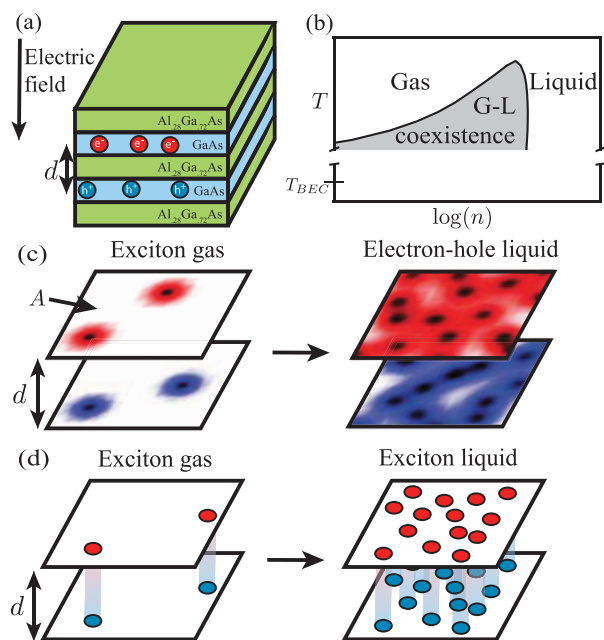 (a)
Electric
field
d
Al.28Ga.72As
e- e- e-
GaAs
Al.28Ga.72As
h+ h+ h+
GaAs
Al.28Ga.72As
(b)
T
Gas
Liquid
G-L
coexistence
T_BEC
log(n)
(c)
Exciton gas
Electron-hole liquid
A
d
(d)
Exciton gas
Exciton liquid
d